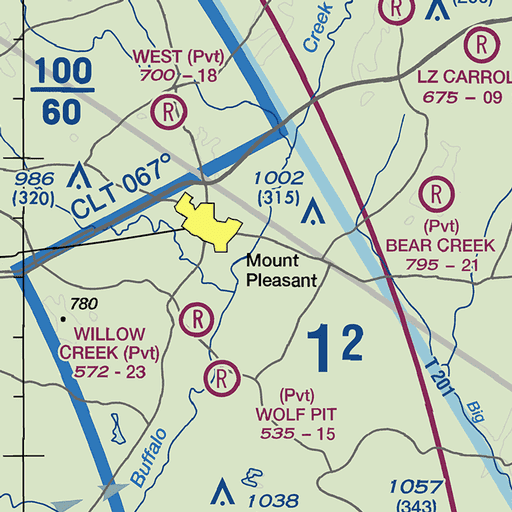 Creek
R
R
WEST (Pvt)
700 - 18
LZ CARROL
675 - 09
100
60
R
986
(320)
CLT 067°
1002
(315)
R
(Pvt)
BEAR CREEK
795 - 21
Mount
Pleasant
780
R
WILLOW
CREEK (Pvt)
572 - 23
12
R
T 201
(Pvt)
WOLF PIT
535 - 15
Big
Buffalo
1038
1057
(343)